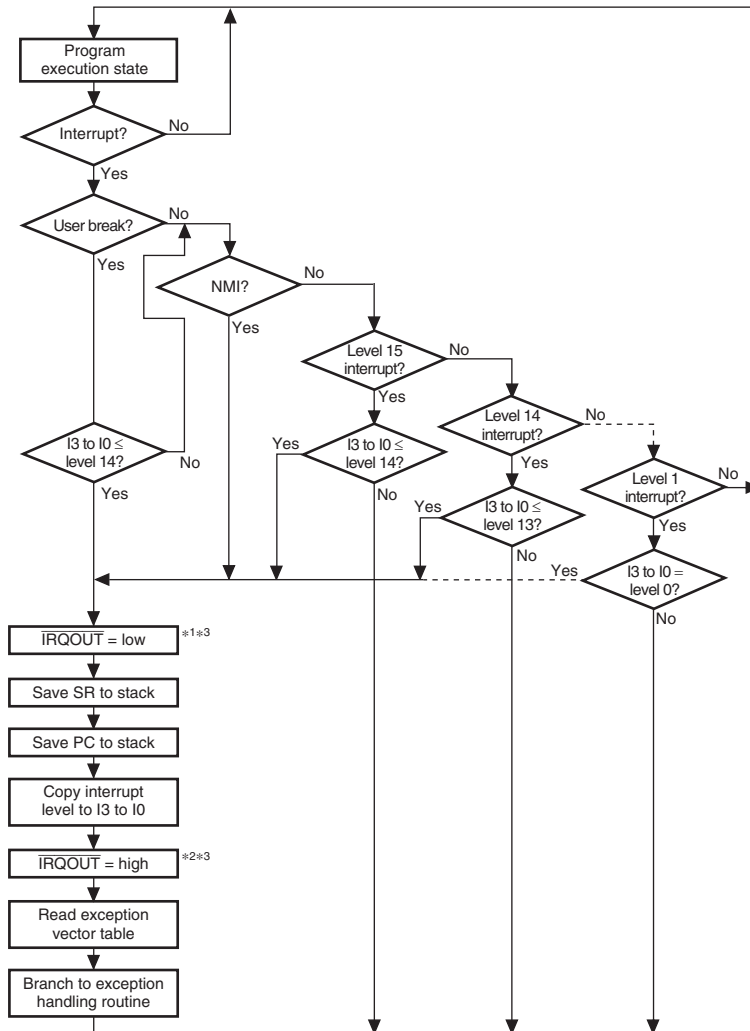 Program
execution state
Interrupt?
No
Yes
User break?
No
Yes
NMI?
No
Yes
Level 15
interrupt?
No
Yes
Level 14
interrupt?
No
Yes
I3 to I0 ≤
level 14?
No
Yes
Yes
I3 to I0 ≤
level 14?
No
Level 1
interrupt?
No
Yes
Yes
I3 to I0 ≤
level 13?
No
Yes
I3 to I0 =
level 0?
No
IRQOUT = low *1*3
Save SR to stack
Save PC to stack
Copy interrupt
level to I3 to I0
IRQOUT = high *2*3
Read exception
vector table
Branch to exception
handling routine